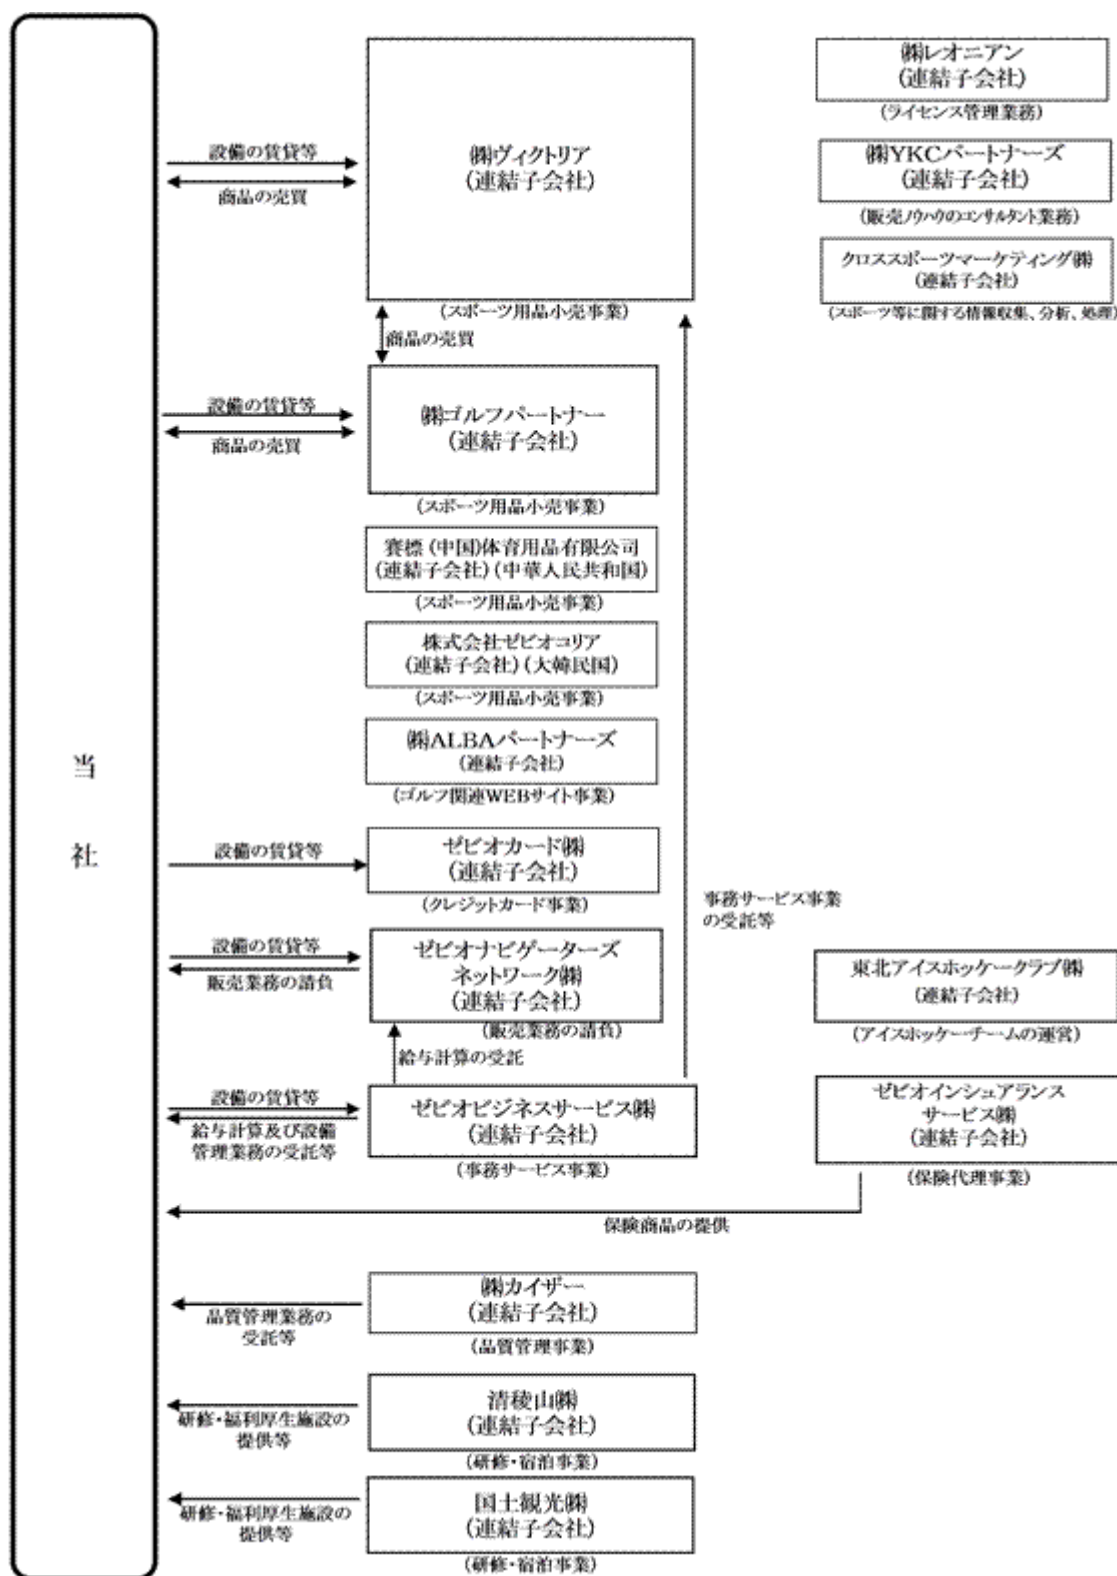 当
社
設備の賃貸等
商品の売買
㈱ヴィクトリア
(連結子会社)
(スポーツ用品小売事業)
商品の売買
設備の賃貸等
商品の売買
㈱ゴルフパートナー
(連結子会社)
(スポーツ用品小売事業)
賽標(中国)体育用品有限公司
(連結子会社)(中華人民共和国)
(スポーツ用品小売事業)
株式会社ゼビオコリア
(連結子会社)(大韓民国)
(スポーツ用品小売事業)
㈱ALBAパートナーズ
(連結子会社)
(ゴルフ関連WEBサイト事業)
設備の賃貸等
ゼビオカード㈱
(連結子会社)
(クレジットカード事業)
設備の賃貸等
販売業務の請負
ゼビオナビゲーターズ
ネットワーク㈱
(連結子会社)
(販売業務の請負)
給与計算の受託
設備の賃貸等
給与計算及び設備
管理業務の受託等
ゼビオビジネスサービス㈱
(連結子会社)
(事務サービス事業)
事務サービス事業
の受託等
㈱レオニアン
(連結子会社)
(ライセンス管理業務)
㈱YKCパートナーズ
(連結子会社)
(販売ノウハウのコンサルタント業務)
クロススポーツマーケティング㈱
(連結子会社)
(スポーツ等に関する情報収集、分析、処理)
東北アイスホッケークラブ㈱
(連結子会社)
(アイスホッケーチームの運営)
ゼビオインシュアランス
サービス㈱
(連結子会社)
(保険代理事業)
保険商品の提供
品質管理業務の
受託等
㈱カイザー
(連結子会社)
(品質管理事業)
研修・福利厚生施設の
提供等
清稜山㈱
(連結子会社)
(研修・宿泊事業)
研修・福利厚生施設の
提供等
国土観光㈱
(連結子会社)
(研修・宿泊事業)